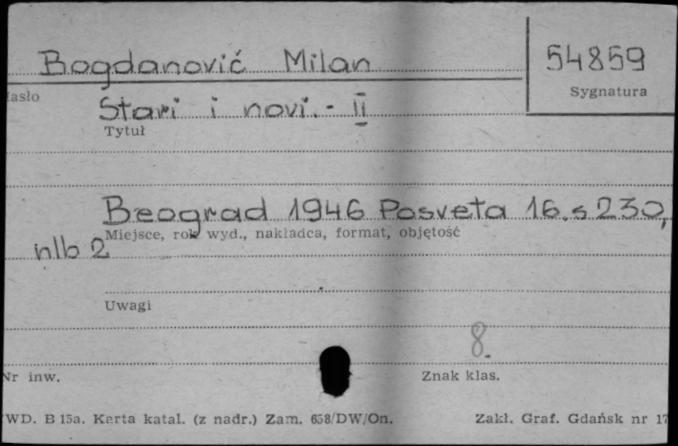 Bogdanović Milan
54859
asło
Sygnatura
Stari i novi.- II
Tytuł
Beograd 1946 Posveta 16. s 230,
Miejsce, rok wyd., nakładca, format, objętość
nlb 2
Uwagi
8.
Nr inw.
Znak klas.
WD. B 15a. Karta katal. (z nadr.) Zam. 658/DW/On.
Zakł. Graf. Gdańsk nr 17